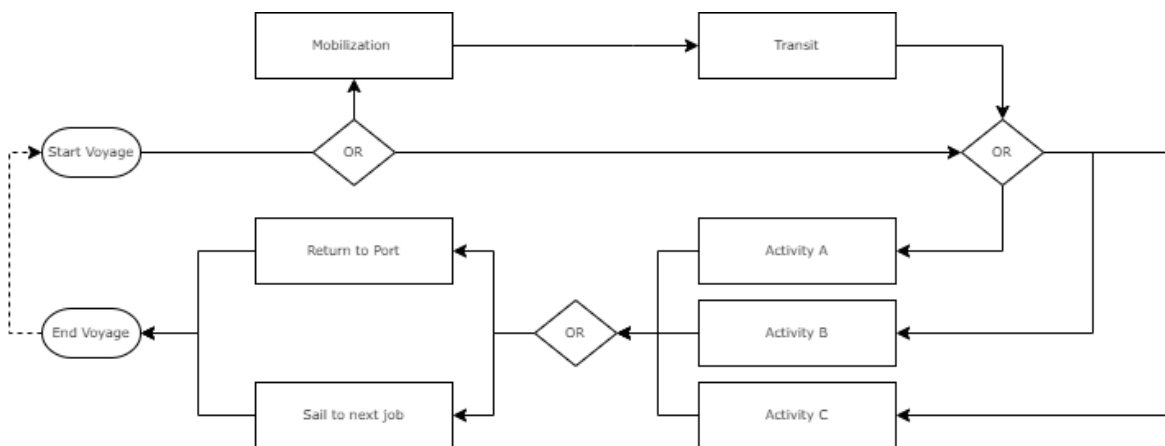 Mobilization
Transit
Start Voyage
OR
OR
Return to Port
Activity A
End Voyage
OR
Activity B
Sail to next job
Activity C